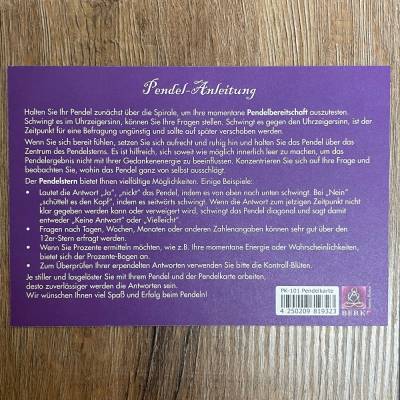 Pendel-Anleitung
Halten Sie Ihr Pendel zunächst über die Spirale, um Ihre momentane Pendelbereitschaft auszutesten.
Schwingt es im Uhrzeigersinn, können Sie Ihre Fragen stellen. Schwingt es gegen den Uhrzeigersinn, ist der
Zeitpunkt für eine Befragung ungünstig und sollte auf später verschoben werden.
Wenn Sie sich bereit fühlen, setzen Sie sich aufrecht und ruhig hin und halten Sie das Pendel über das
Zentrum des Pendelsterns. Es ist hilfreich, sich soweit wie möglich innerlich leer zu machen, um das
Pendelergebnis nicht mit Ihrer Gedankenenergie zu beeinflussen. Konzentrieren Sie sich auf Ihre Frage und
beobachten Sie, wohin das Pendel ganz von selbst ausschlägt.
Der Pendelstern bietet Ihnen vielfältige Möglichkeiten. Einige Beispiele:
• Lautet die Antwort „Ja“, „nickt“ das Pendel, indem es von oben nach unten schwingt. Bei „Nein“
„schüttelt es den Kopf“, indem es seitwärts schwingt. Wenn die Antwort zum jetzigen Zeitpunkt nicht
klar gegeben werden kann oder verweigert wird, schwingt das Pendel diagonal und sagt damit
entweder „Keine Antwort“ oder „Vielleicht“.
• Fragen nach Tagen, Wochen, Monaten oder anderen Zahlenangaben können sehr gut über den
12er-Stern erfragt werden.
• Wenn Sie Prozente ermitteln möchten, wie z.B. Ihre momentane Energie oder Wahrscheinlichkeiten,
bietet sich der Prozente-Bogen an.
• Zum Überprüfen Ihrer erpendelten Antworten verwenden Sie bitte die Kontroll-Blüten.
Je stiller und losgelöster Sie mit Ihrem Pendel und der Pendelkarte arbeiten,
desto zuverlässiger werden die Antworten sein.
Wir wünschen Ihnen viel Spaß und Erfolg beim Pendeln!
PK-101 Pendelkarte
4 250209 819323
BERK